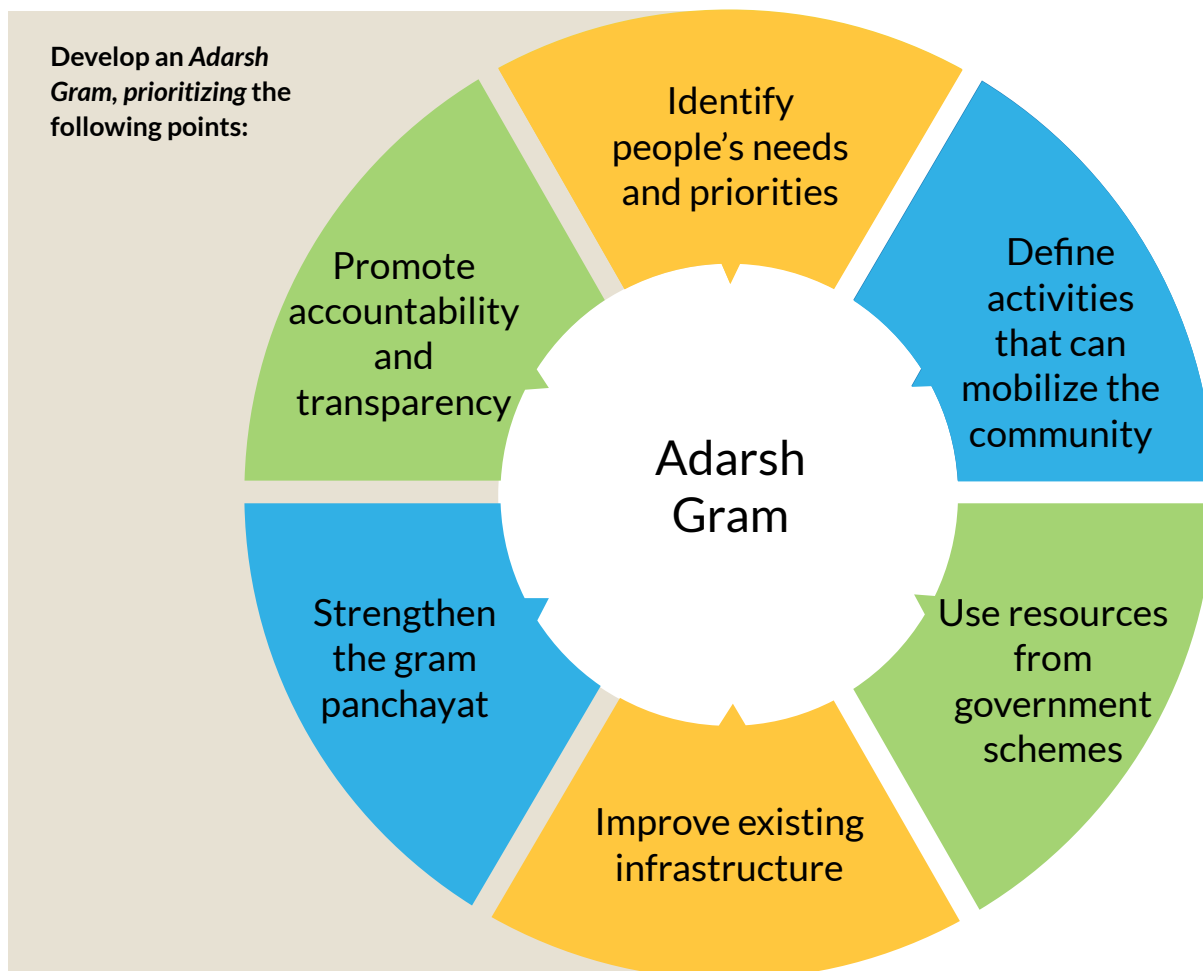 Develop an Adarsh
Gram, prioritizing the
following points:
Identify
people’s needs
and priorities
Define
activities
that can
mobilize the
community
Use resources
from
government
schemes
Improve existing
infrastructure
Strengthen
the gram
panchayat
Promote
accountability
and
transparency
Adarsh
Gram